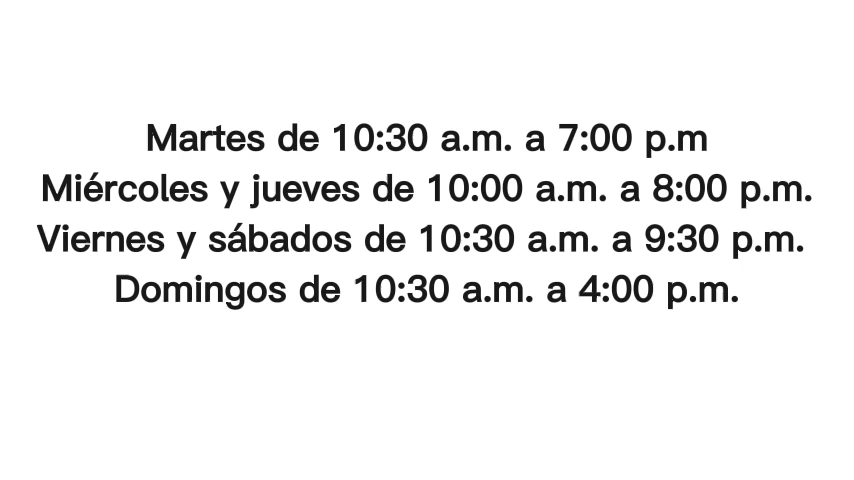 Martes de 10:30 a.m. a 7:00 p.m
Miércoles y jueves de 10:00 a.m. a 8:00 p.m.
Viernes y sábados de 10:30 a.m. a 9:30 p.m.
Domingos de 10:30 a.m. a 4:00 p.m.